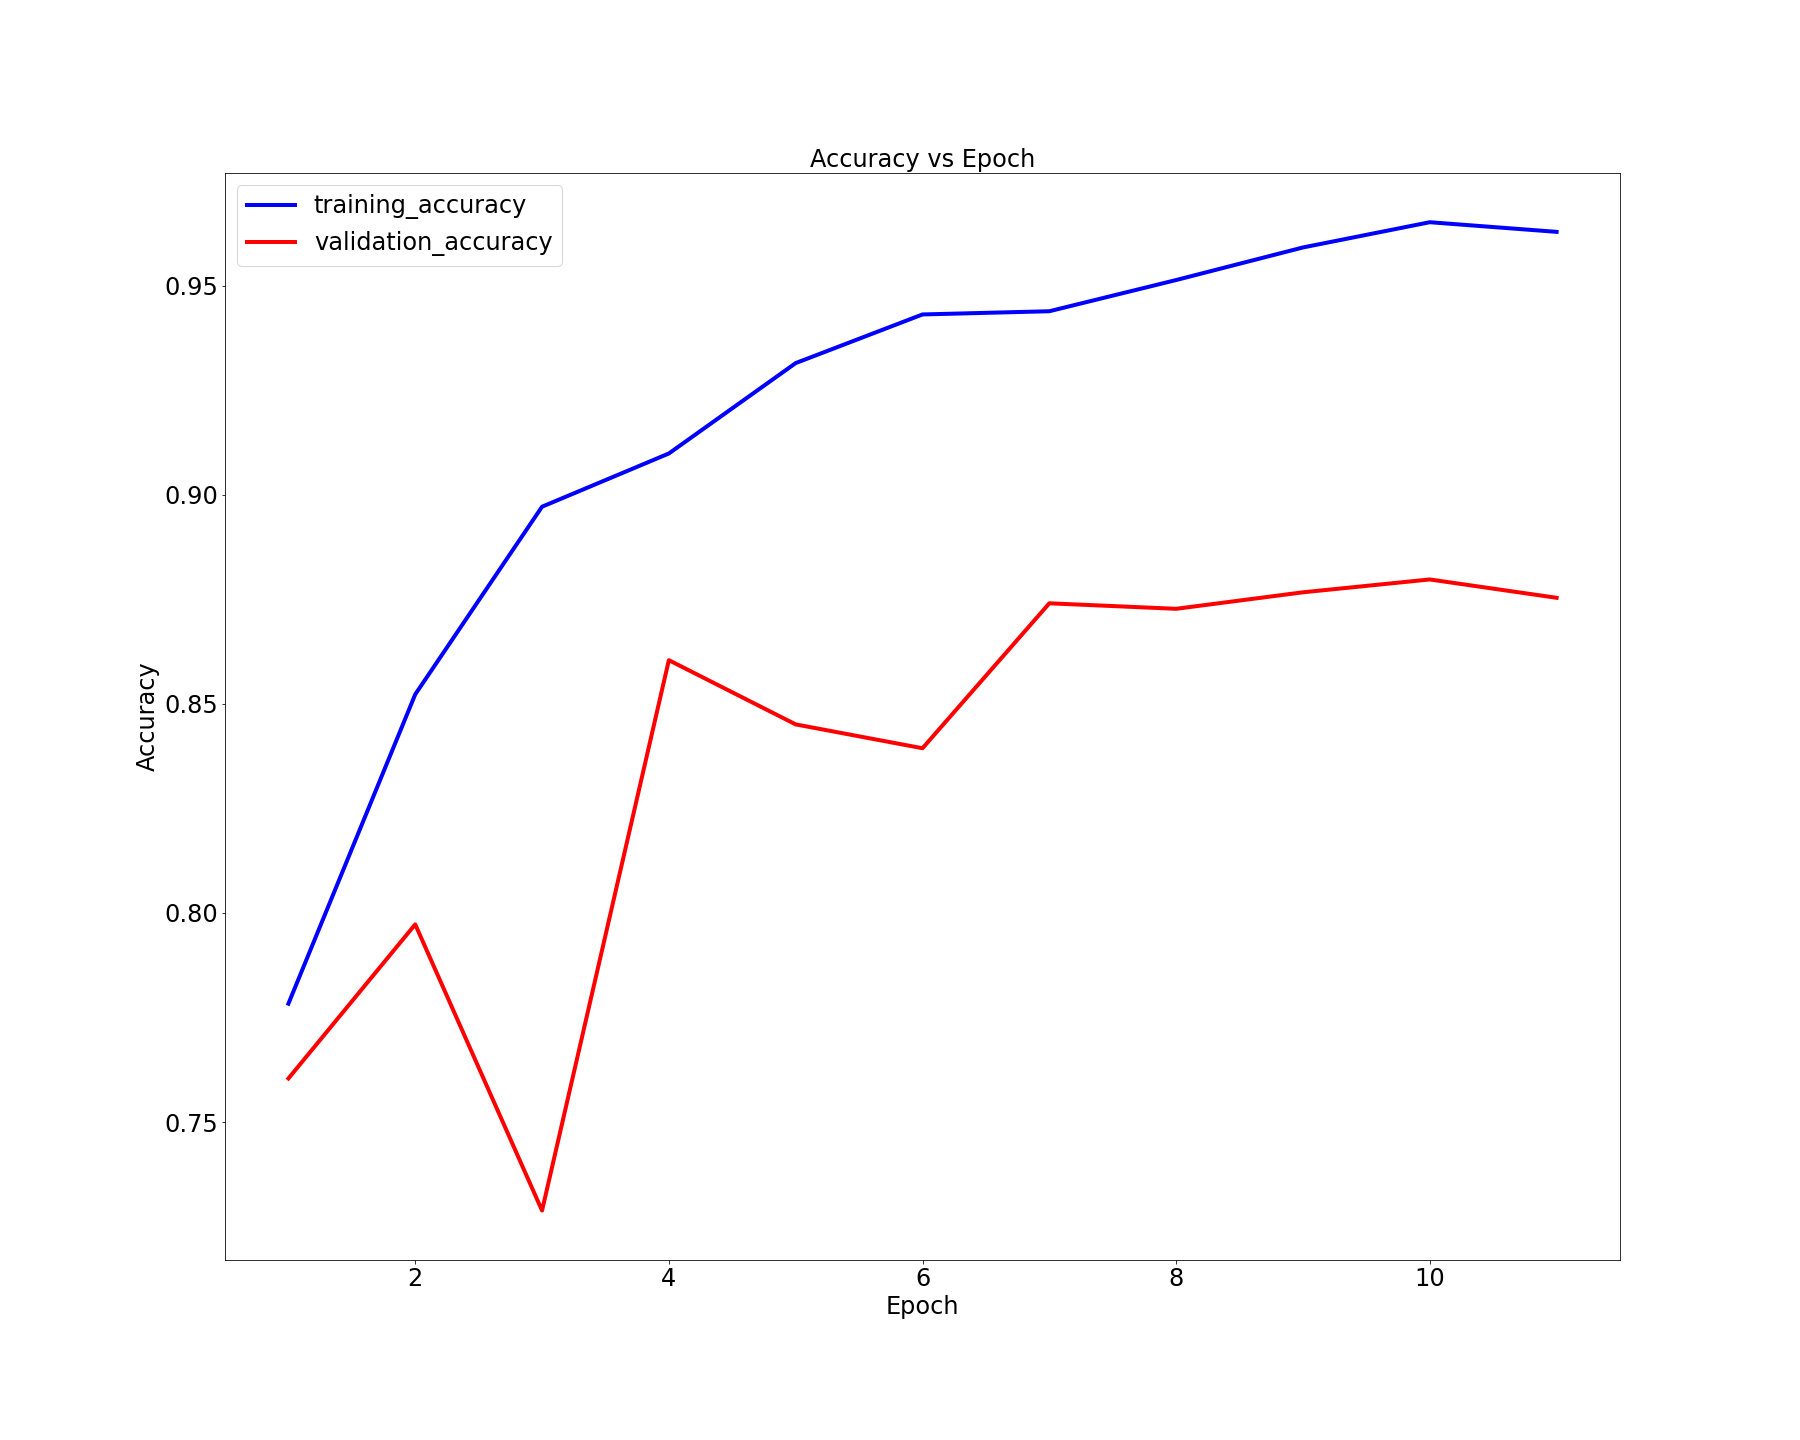 Accuracy vs Epoch
training_accuracy
validation_accuracy
0.95
0.90
0.85
0.80
0.75
Accuracy
2 4 6 8 10
Epoch